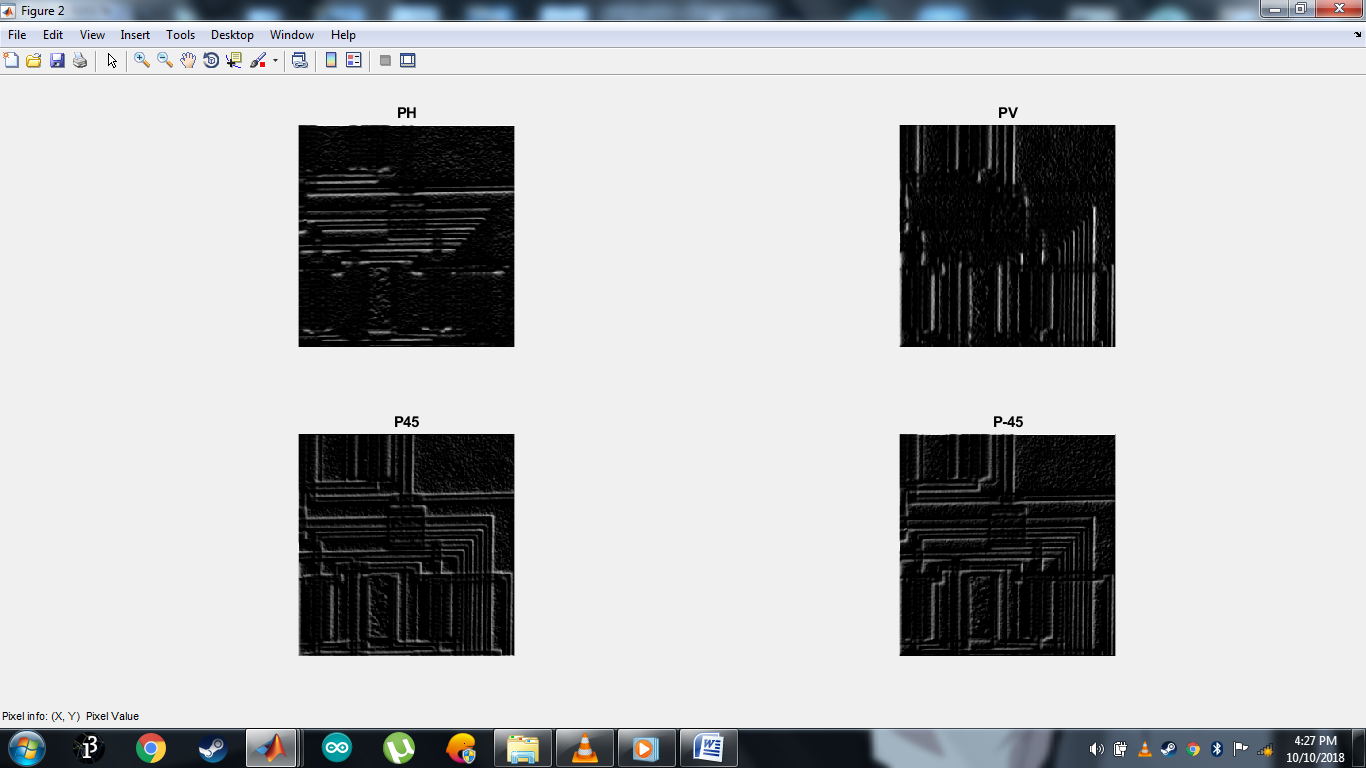 Figure 2
File Edit View Insert Tools Desktop Window Help
PH
PV
P45
P-45
Pixel info: (X, Y) Pixel Value
4:27 PM
10/10/2018